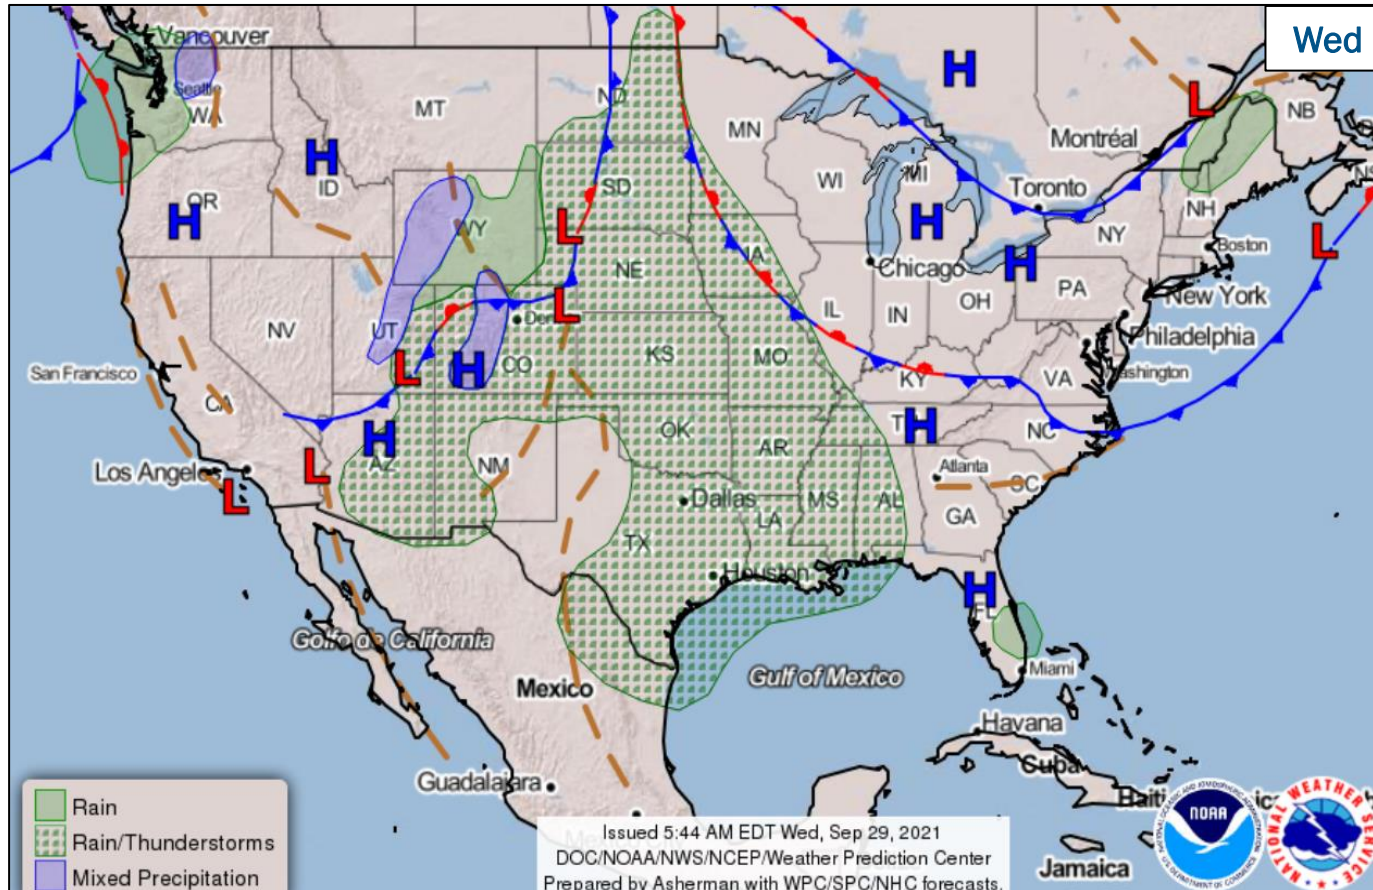 Wed
Vancouver
Seattle
WA
MT
ND
MN
Montréal
NB
OR
ID
WY
SD
WI
MI
Toronto
NH
NY
Boston
NV
UT
NE
IA
Chicago
IL
IN
OH
PA
New York
Philadelphia
San Francisco
CA
CO
KS
MO
KY
VA
Los Angeles
AZ
NM
OK
AR
NC
Atlanta
SC
Dallas
MS
AL
GA
LA
TX
Houston
FL
Golfo de California
Mexico
Gulf of Mexico
Miami
Havana
Cuba
Guadalajara
Mexico City
Jamaica
H
H
H
H
H
H
H
H
H
L
L
L
L
L
L
L
Rain
Rain/Thunderstorms
Mixed Precipitation
Issued 5:44 AM EDT Wed, Sep 29, 2021
DOC/NOAA/NWS/NCEP/Weather Prediction Center
Prepared by Asherman with WPC/SPC/NHC forecasts.
NOAA
NATIONAL WEATHER SERVICE